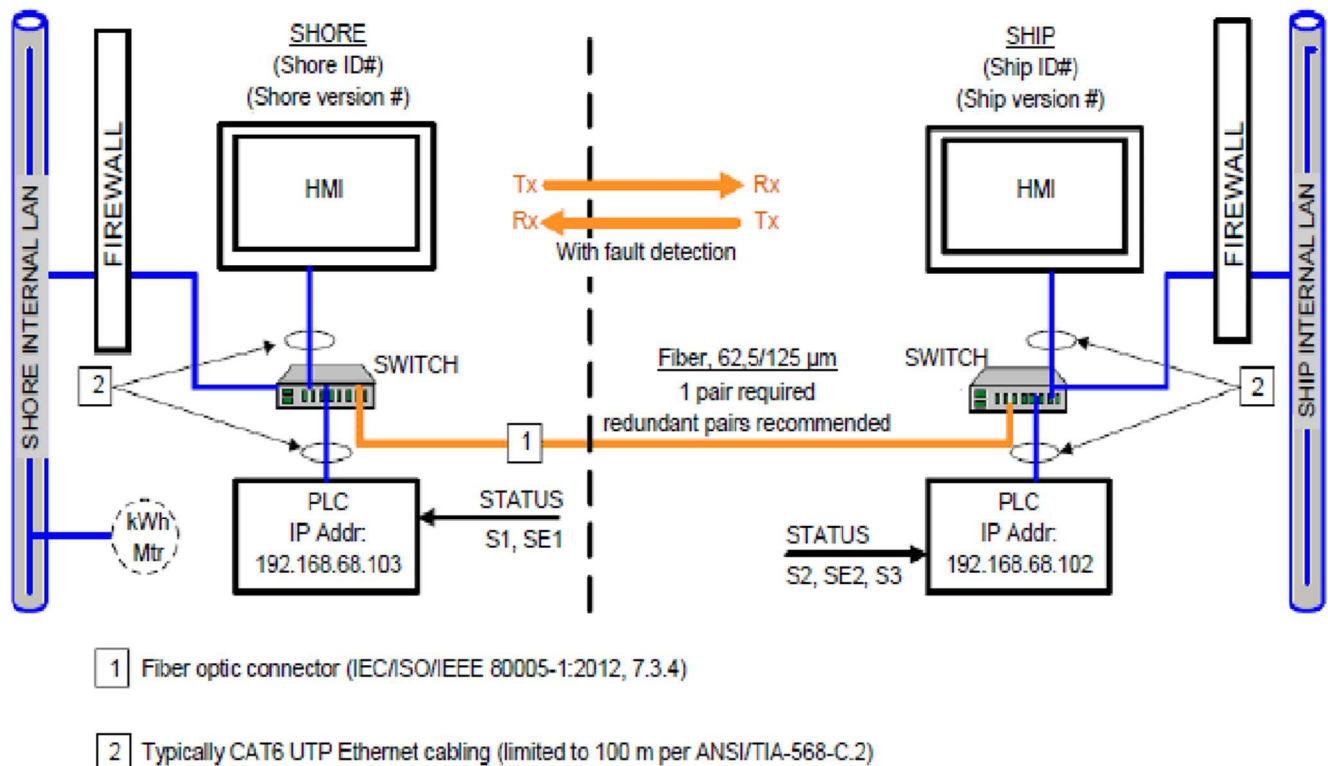 SHORE
(Shore ID#)
(Shore version #)
SHIP
(Ship ID#)
(Ship version #)
SHORE INTERNAL LAN
FIREWALL
HMI
Tx
Rx
Rx
Tx
With fault detection
HMI
FIREWALL
SHIP INTERNAL LAN
2
SWITCH
Fiber, 62,5/125 µm
1 pair required
redundant pairs recommended
SWITCH
2
1
kWh
Mtr
PLC
IP Addr:
192.168.68.103
STATUS
S1, SE1
STATUS
S2, SE2, S3
PLC
IP Addr:
192.168.68.102
1 Fiber optic connector (IEC/ISO/IEEE 80005-1:2012, 7.3.4)
2 Typically CAT6 UTP Ethernet cabling (limited to 100 m per ANSI/TIA-568-C.2)